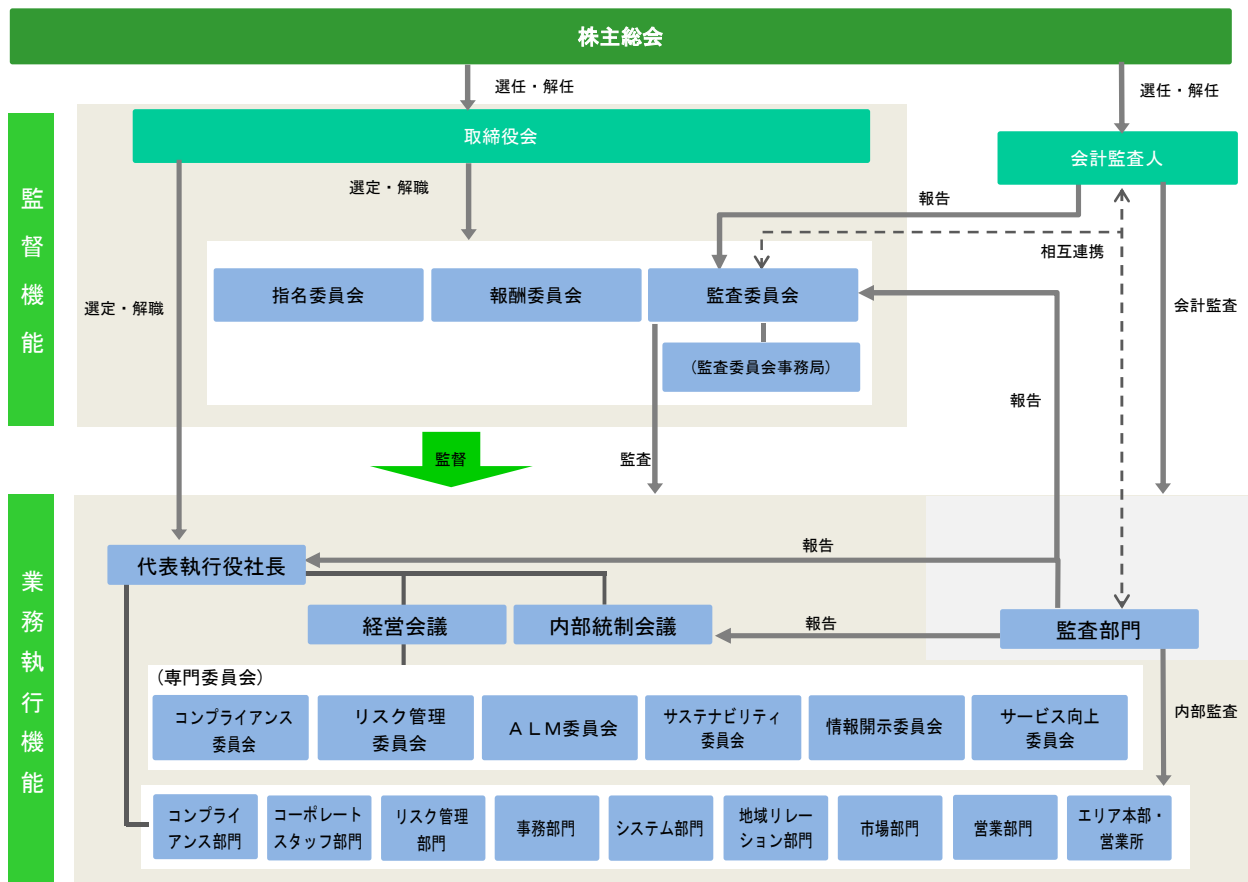 株主総会
選任・解任
選任・解任
監督機能
取締役会
会計監査人
選定・解職
報告
相互連携
指名委員会
報酬委員会
監査委員会
選定・解職
会計監査
（監査委員会事務局）
報告
監督
監査
業務執行機能
報告
代表執行役社長
経営会議
内部統制会議
報告
監査部門
（専門委員会）
コンプライアンス
委員会
リスク管理
委員会
ＡＬＭ委員会
サステナビリティ
委員会
情報開示委員会
サービス向上
委員会
内部監査
コンプライ
アンス部門
コーポレート
スタッフ部門
リスク管理
部門
事務部門
システム部門
地域リレー
ション部門
市場部門
営業部門
エリア本部・
営業所